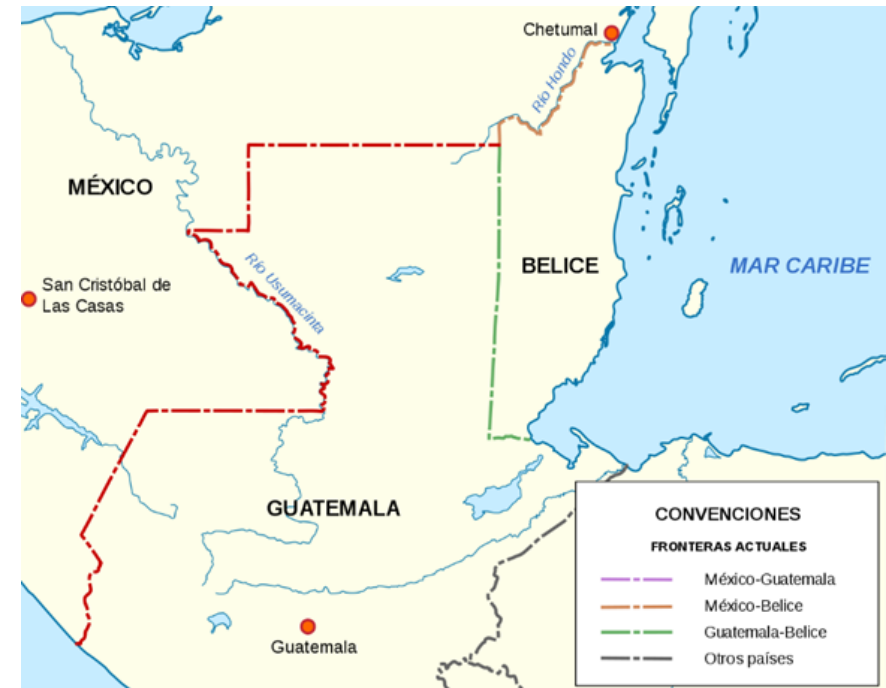 Chetumal
Río Hondo
MÉXICO
Río Usumacinta
BELICE
MAR CARIBE
San Cristóbal de
Las Casas
GUATEMALA
Guatemala
CONVENCIONES
FRONTERAS ACTUALES
México-Guatemala
México-Belice
Guatemala-Belice
Otros países